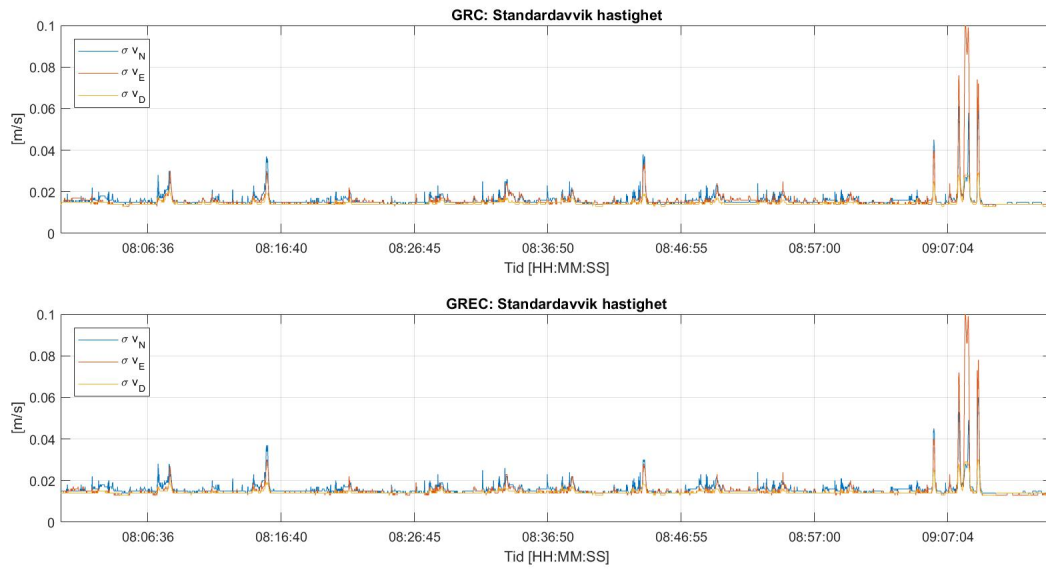 GRC: Standardavvik hastighet
0.1
0.08
0.06
0.04
0.02
0
[m/s]
σ v_N
σ v_E
σ v_D
08:06:36 08:16:40 08:26:45 08:36:50 08:46:55 08:57:00 09:07:04
Tid [HH:MM:SS]
GREC: Standardavvik hastighet
0.1
0.08
0.06
0.04
0.02
0
[m/s]
σ v_N
σ v_E
σ v_D
08:06:36 08:16:40 08:26:45 08:36:50 08:46:55 08:57:00 09:07:04
Tid [HH:MM:SS]